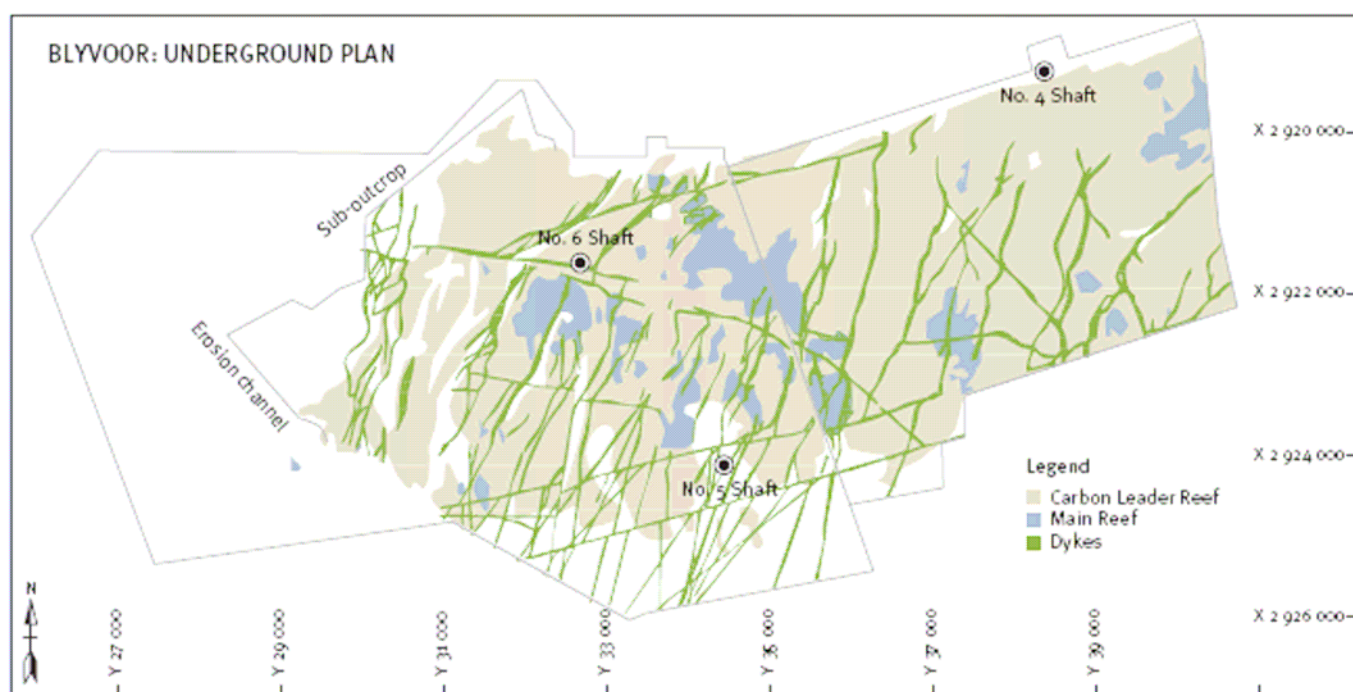 BLYVOOR: UNDERGROUND PLAN
No. 4 Shaft
X 2 920 000
Sub-outcrop
No. 6 Shaft
X 2 922 000
Erosion channel
X 2 924 000
No. 5 Shaft
Legend
Carbon Leader Reef
Main Reef
Dykes
N
X 2 926 000
Y 27 000
Y 29 000
Y 31 000
Y 33 000
Y 35 000
Y 37 000
Y 39 000